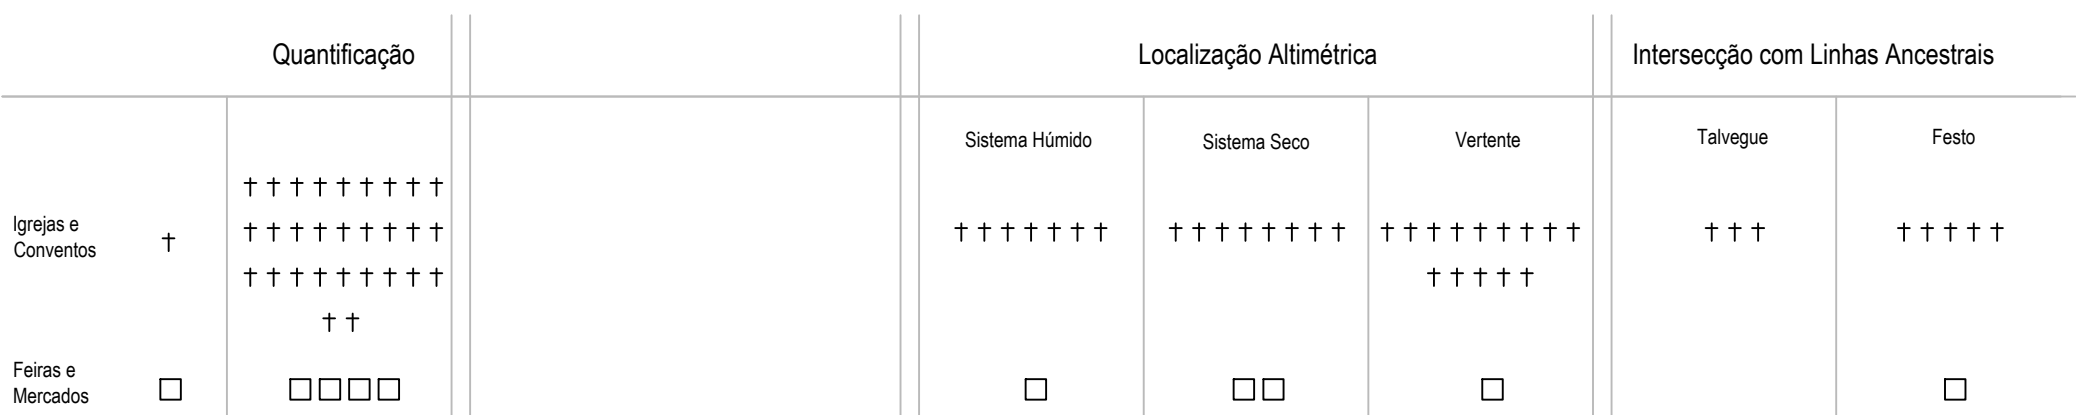 Quantificação
Localização Altimétrica
Intersecção com Linhas Ancestrais
Sistema Húmido
Sistema Seco
Vertente
Talvegue
Festo
† † † † † † † † †
Igrejas e
Conventos
†
† † † † † † † † †
† † † † † † †
† † † † † † † †
† † † † † † † † †
† † †
† † † † †
† † † † † † † † †
† † † † †
† †
Feiras e
Mercados
□
□□□□
□
□□
□
□